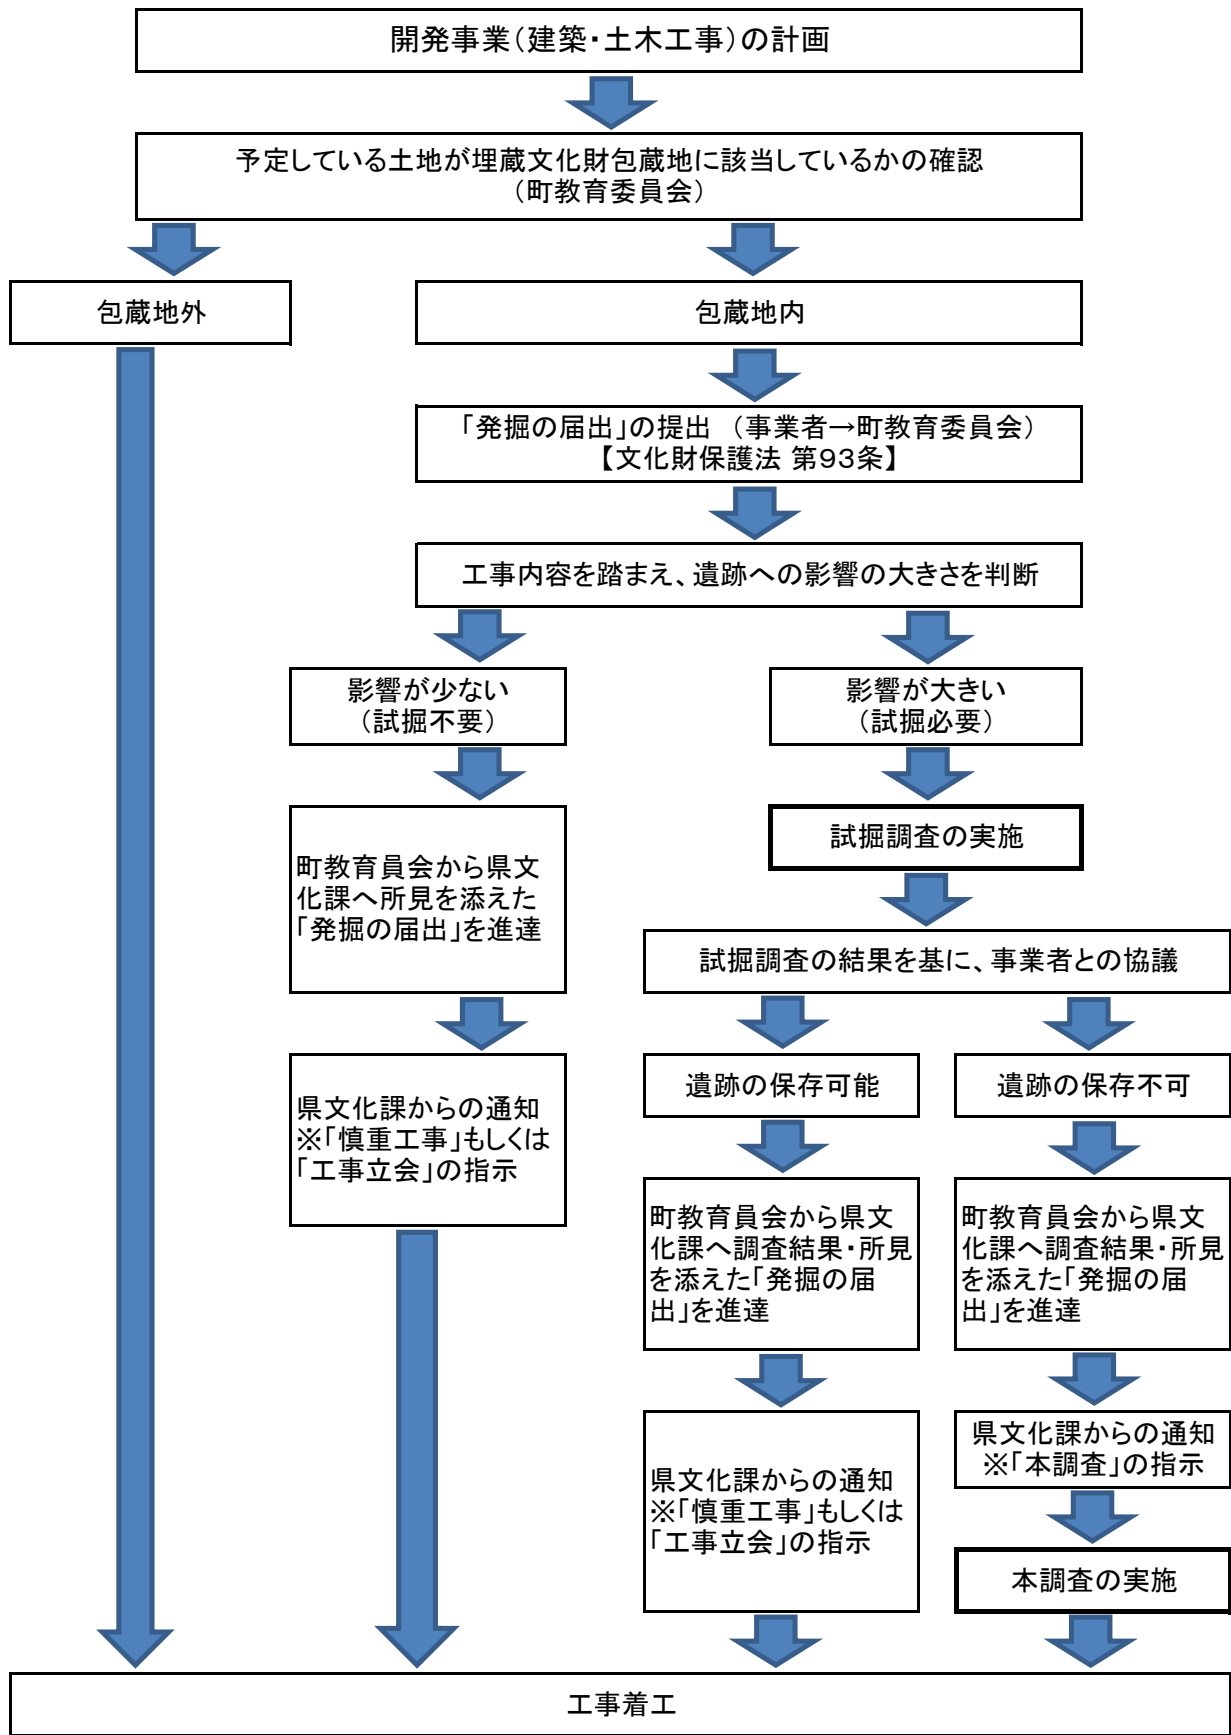 開発事業（建築・土木工事）の計画
予定している土地が埋蔵文化財包蔵地に該当しているかの確認
（町教育委員会）
包蔵地外
包蔵地内
「発掘の届出」の提出 （事業者→町教育委員会）
【文化財保護法 第９３条】
工事内容を踏まえ、遺跡への影響の大きさを判断
影響が少ない
（試掘不要）
影響が大きい
（試掘必要）
町教育員会から県文
化課へ所見を添えた
「発掘の届出」を進達
試掘調査の実施
試掘調査の結果を基に、事業者との協議
県文化課からの通知
※「慎重工事」もしくは
「工事立会」の指示
遺跡の保存可能
遺跡の保存不可
町教育員会から県文
化課へ調査結果・所見
を添えた「発掘の届
出」を進達
町教育員会から県文
化課へ調査結果・所見
を添えた「発掘の届
出」を進達
県文化課からの通知
※「慎重工事」もしくは
「工事立会」の指示
県文化課からの通知
※「本調査」の指示
本調査の実施
工事着工